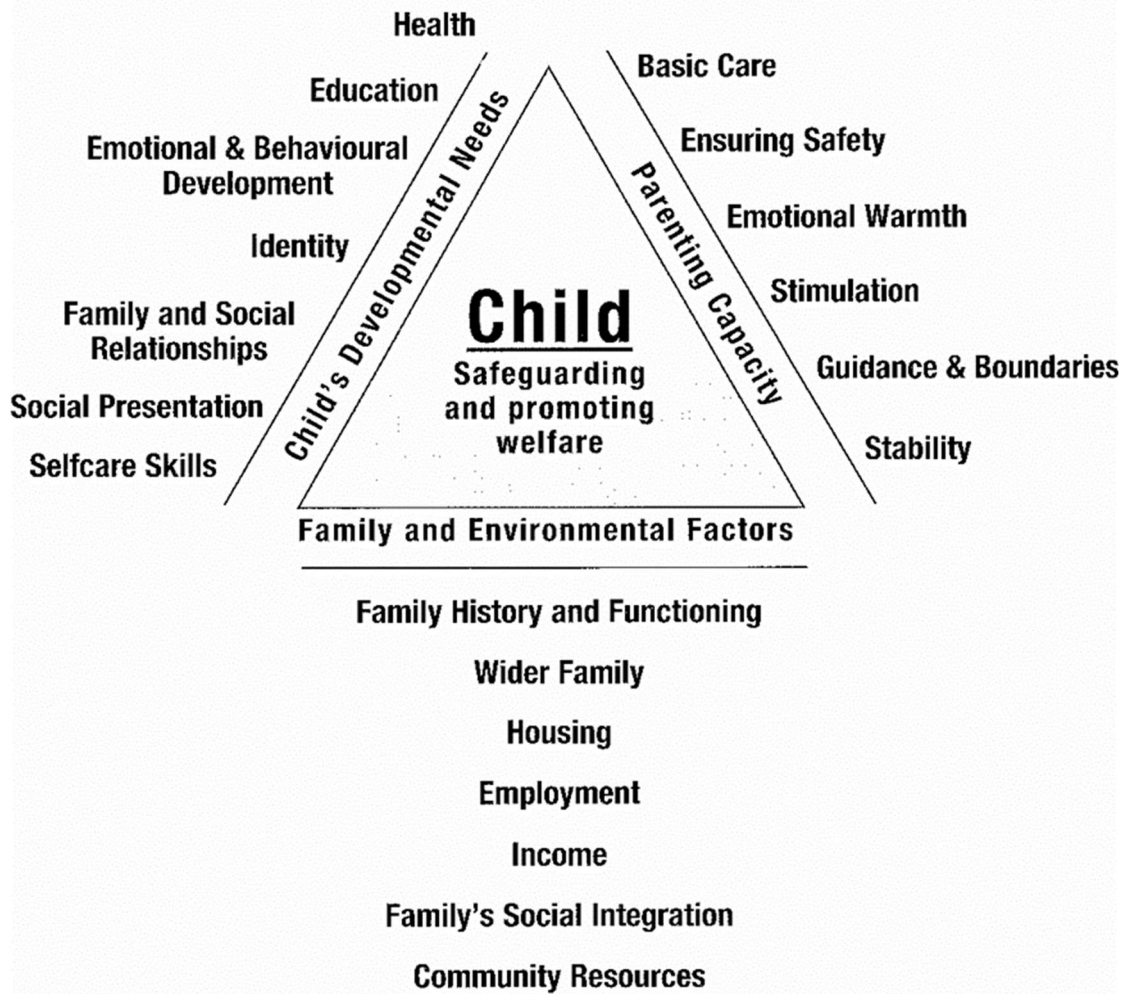 Health
Education
Emotional & Behavioural
Development
Identity
Family and Social
Relationships
Social Presentation
Selfcare Skills
Child's Developmental Needs
Basic Care
Ensuring Safety
Emotional Warmth
Stimulation
Guidance & Boundaries
Stability
Parenting Capacity
Child
Safeguarding
and promoting
welfare
Family and Environmental Factors
Family History and Functioning
Wider Family
Housing
Employment
Income
Family's Social Integration
Community Resources